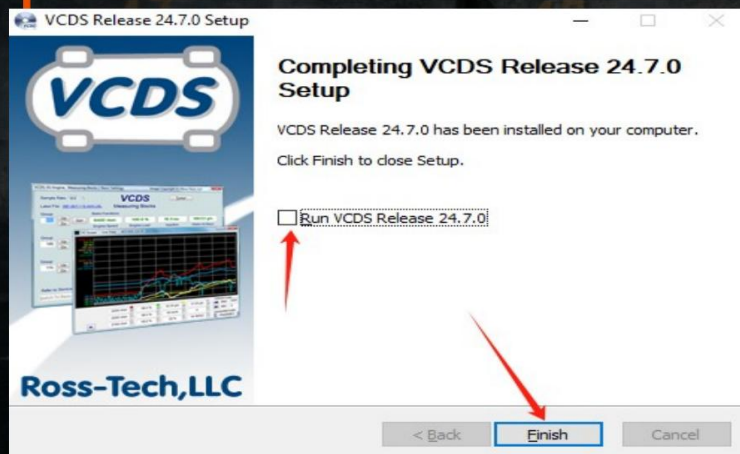 VCDS Release 24.7.0 Setup
VCDS
Completing VCDS Release 24.7.0
Setup
VCDS Release 24.7.0 has been installed on your computer.
Click Finish to close Setup.
VCDS
Measuring Blocks
Run VCDS Release 24.7.0
Ross-Tech,LLC
< Back
Finish
Cancel